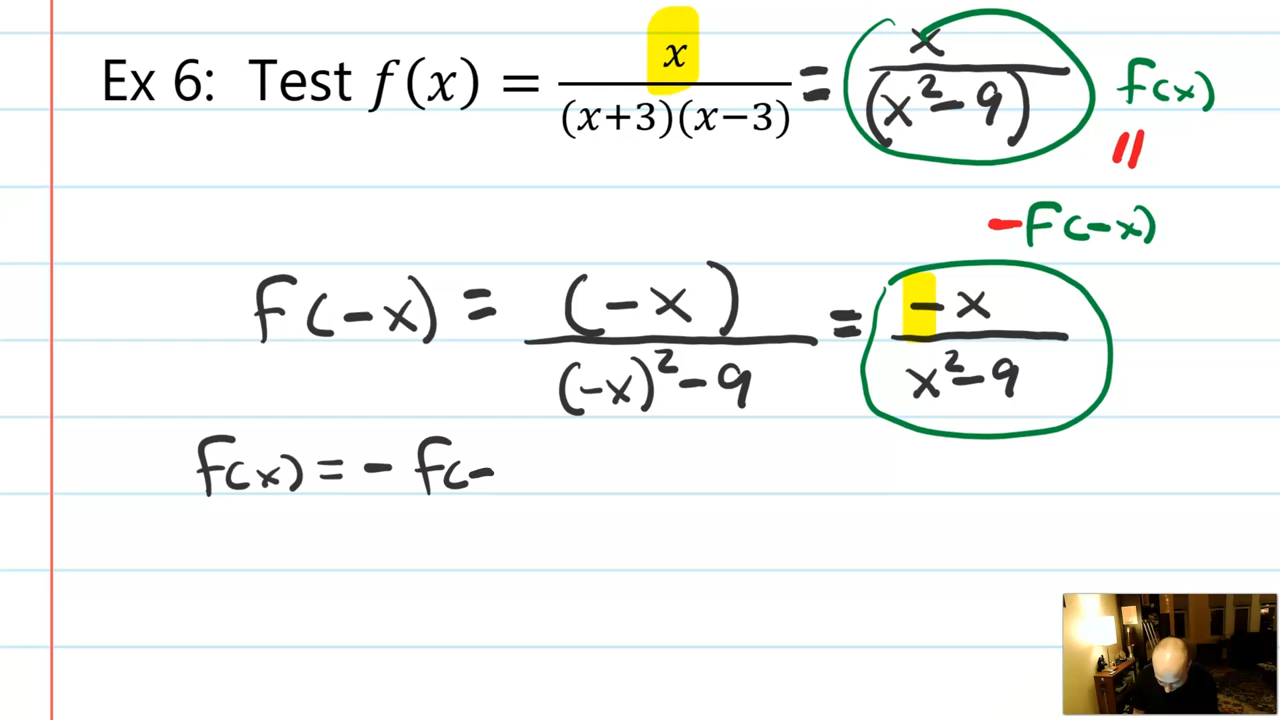 Ex 6: Test f(x) = x/((x+3)(x−3)) = x/(x²-9) f(x)
=
-f(-x)
f(-x) = (-x)/((-x)²-9) = -x/(x²-9)
f(x) = - f(-